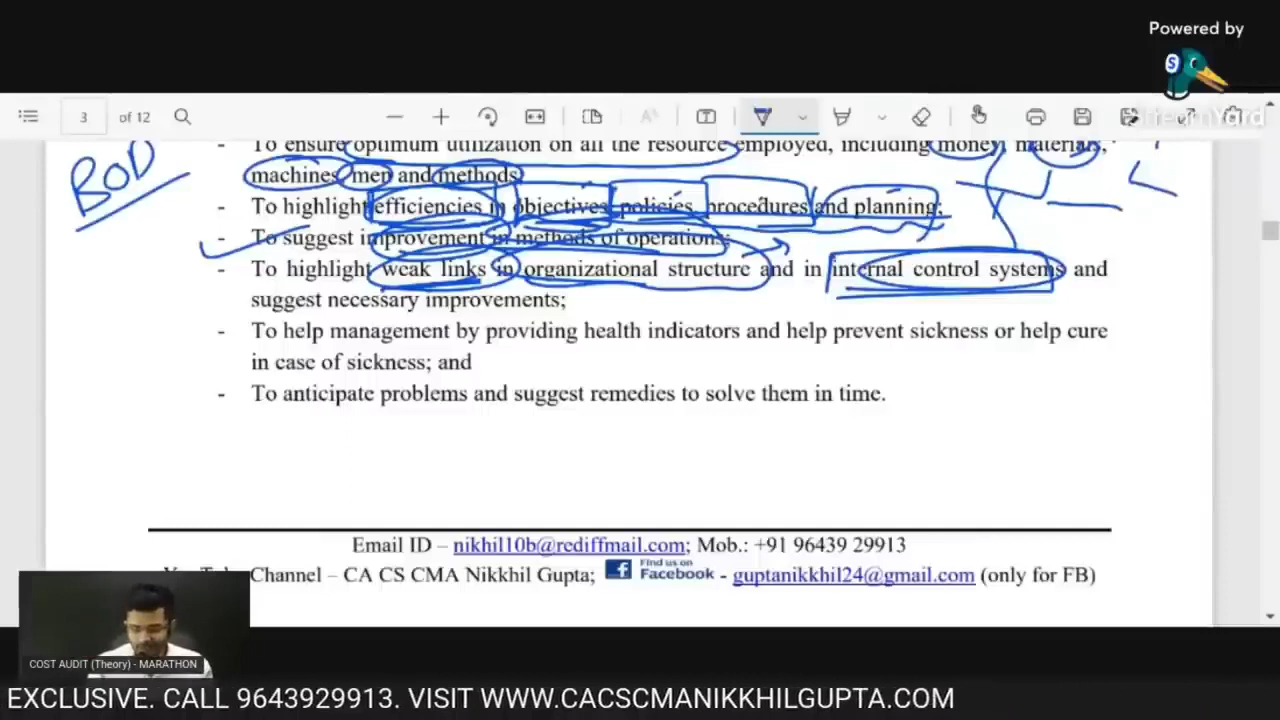 Powered by
S
StreamYard
3 of 12
- To ensure optimum utilization on all the resource employed, including money, materials,
machines, men and methods;
BOD
- To highlight efficiencies in objectives, policies, procedures and planning;
- To suggest improvement in methods of operations;
- To highlight weak links in organizational structure and in internal control systems and
suggest necessary improvements;
- To help management by providing health indicators and help prevent sickness or help cure
in case of sickness; and
- To anticipate problems and suggest remedies to solve them in time.
Email ID – nikhil10b@rediffmail.com; Mob.: +91 96439 29913
Channel – CA CS CMA Nikkhil Gupta; Find us on Facebook - guptanikkhil24@gmail.com (only for FB)
COST AUDIT (Theory) - MARATHON
EXCLUSIVE. CALL 9643929913. VISIT WWW.CACSCMANIKKHILGUPTA.COM